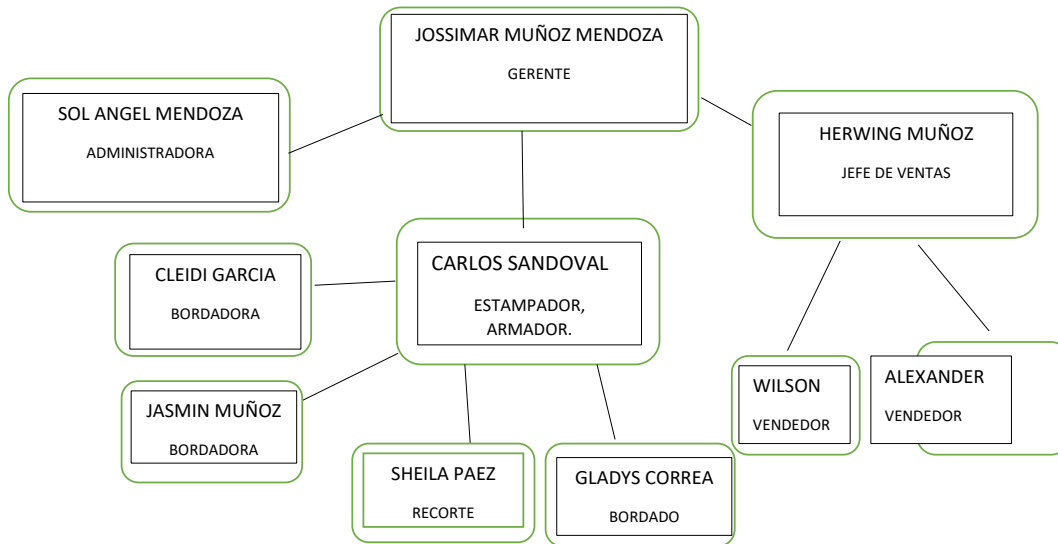 JOSSIMAR MUÑOZ MENDOZA
GERENTE
SOL ANGEL MENDOZA
ADMINISTRADORA
HERWING MUÑOZ
JEFE DE VENTAS
CARLOS SANDOVAL
ESTAMPADOR,
ARMADOR.
CLEIDI GARCIA
BORDADORA
JASMIN MUÑOZ
BORDADORA
SHEILA PAEZ
RECORTE
GLADYS CORREA
BORDADO
WILSON
VENDEDOR
ALEXANDER
VENDEDOR